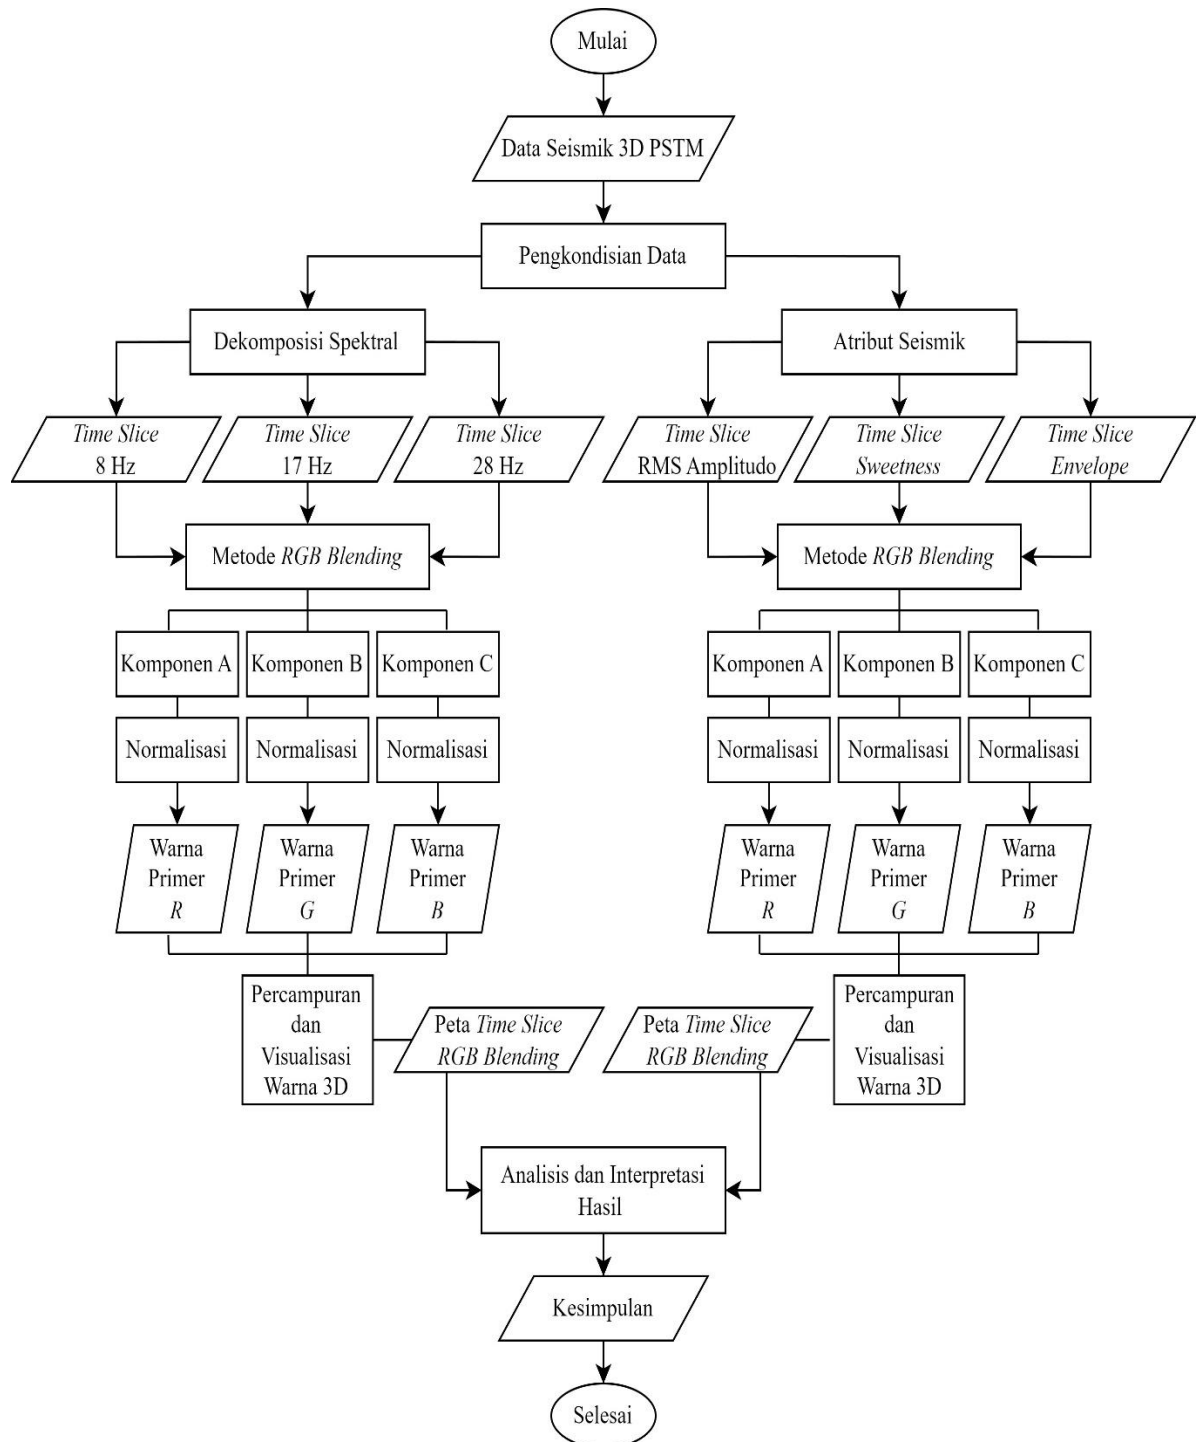 Mulai
Data Seismik 3D PSTM
Pengkondisian Data
Dekomposisi Spektral
Atribut Seismik
Time Slice
8 Hz
Time Slice
17 Hz
Time Slice
28 Hz
Time Slice
RMS Amplitudo
Time Slice
Sweetness
Time Slice
Envelope
Metode RGB Blending
Metode RGB Blending
Komponen A
Komponen B
Komponen C
Komponen A
Komponen B
Komponen C
Normalisasi
Normalisasi
Normalisasi
Normalisasi
Normalisasi
Normalisasi
Warna
Primer
R
Warna
Primer
G
Warna
Primer
B
Warna
Primer
R
Warna
Primer
G
Warna
Primer
B
Percampuran
dan
Visualisasi
Warna 3D
Peta Time Slice
RGB Blending
Peta Time Slice
RGB Blending
Percampuran
dan
Visualisasi
Warna 3D
Analisis dan Interpretasi
Hasil
Kesimpulan
Selesai